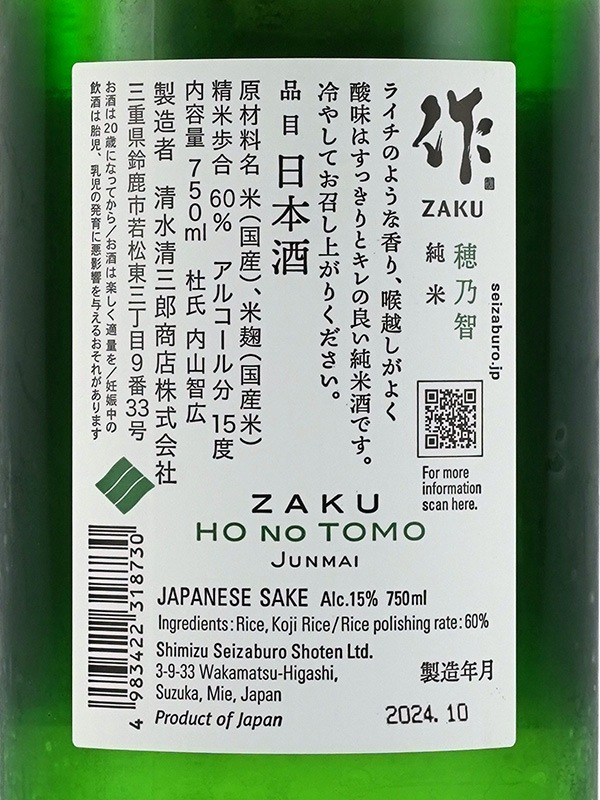 作
ZAKU
穂乃智
純米
seizaburo.jp
For more
information
scan here.
ライチのような香り、喉越しがよく
酸味はすっきりとキレの良い純米酒です。
冷やしてお召し上がりください。
品目 日本酒
原材料名 米(国産)、米麹(国産米)
精米歩合 60% アルコール分 15度
内容量 750ml 杜氏 内山智広
製造者 清水清三郎商店株式会社
三重県鈴鹿市若松東三丁目9番33号
お酒は20歳になってから/お酒は楽しく適量を/妊娠中の
飲酒は胎児、乳児の発育に悪影響を与えるおそれがあります
ZAKU
HO NO TOMO
JUNMAI
JAPANESE SAKE Alc.15% 750ml
Ingredients: Rice, Koji Rice / Rice polishing rate: 60%
Shimizu Seizaburo Shoten Ltd.
3-9-33 Wakamatsu-Higashi,
Suzuka, Mie, Japan
Product of Japan
製造年月
2024. 10
4 983422 318730